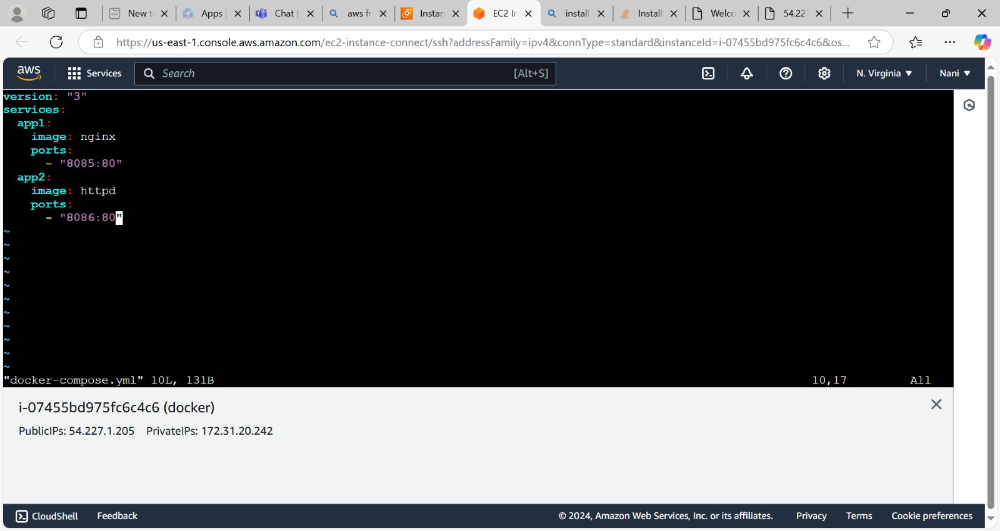 New t
Apps
Chat
aws fr
Instan
EC2 In
install
Install
Welco
54.227
https://us-east-1.console.aws.amazon.com/ec2-instance-connect/ssh?addressFamily=ipv4&connType=standard&instanceId=i-07455bd975fc6c4c6&os...
aws
Services
Search
[Alt+S]
N. Virginia
Nani
version: "3"
services:
  app1:
    image: nginx
    ports:
      - "8085:80"
  app2:
    image: httpd
    ports:
      - "8086:80"
~
~
~
~
~
~
~
~
~
~
~
"docker-compose.yml" 10L, 131B 10,17 All
i-07455bd975fc6c4c6 (docker)
PublicIPs: 54.227.1.205 PrivateIPs: 172.31.20.242
CloudShell Feedback © 2024, Amazon Web Services, Inc. or its affiliates. Privacy Terms Cookie preferences